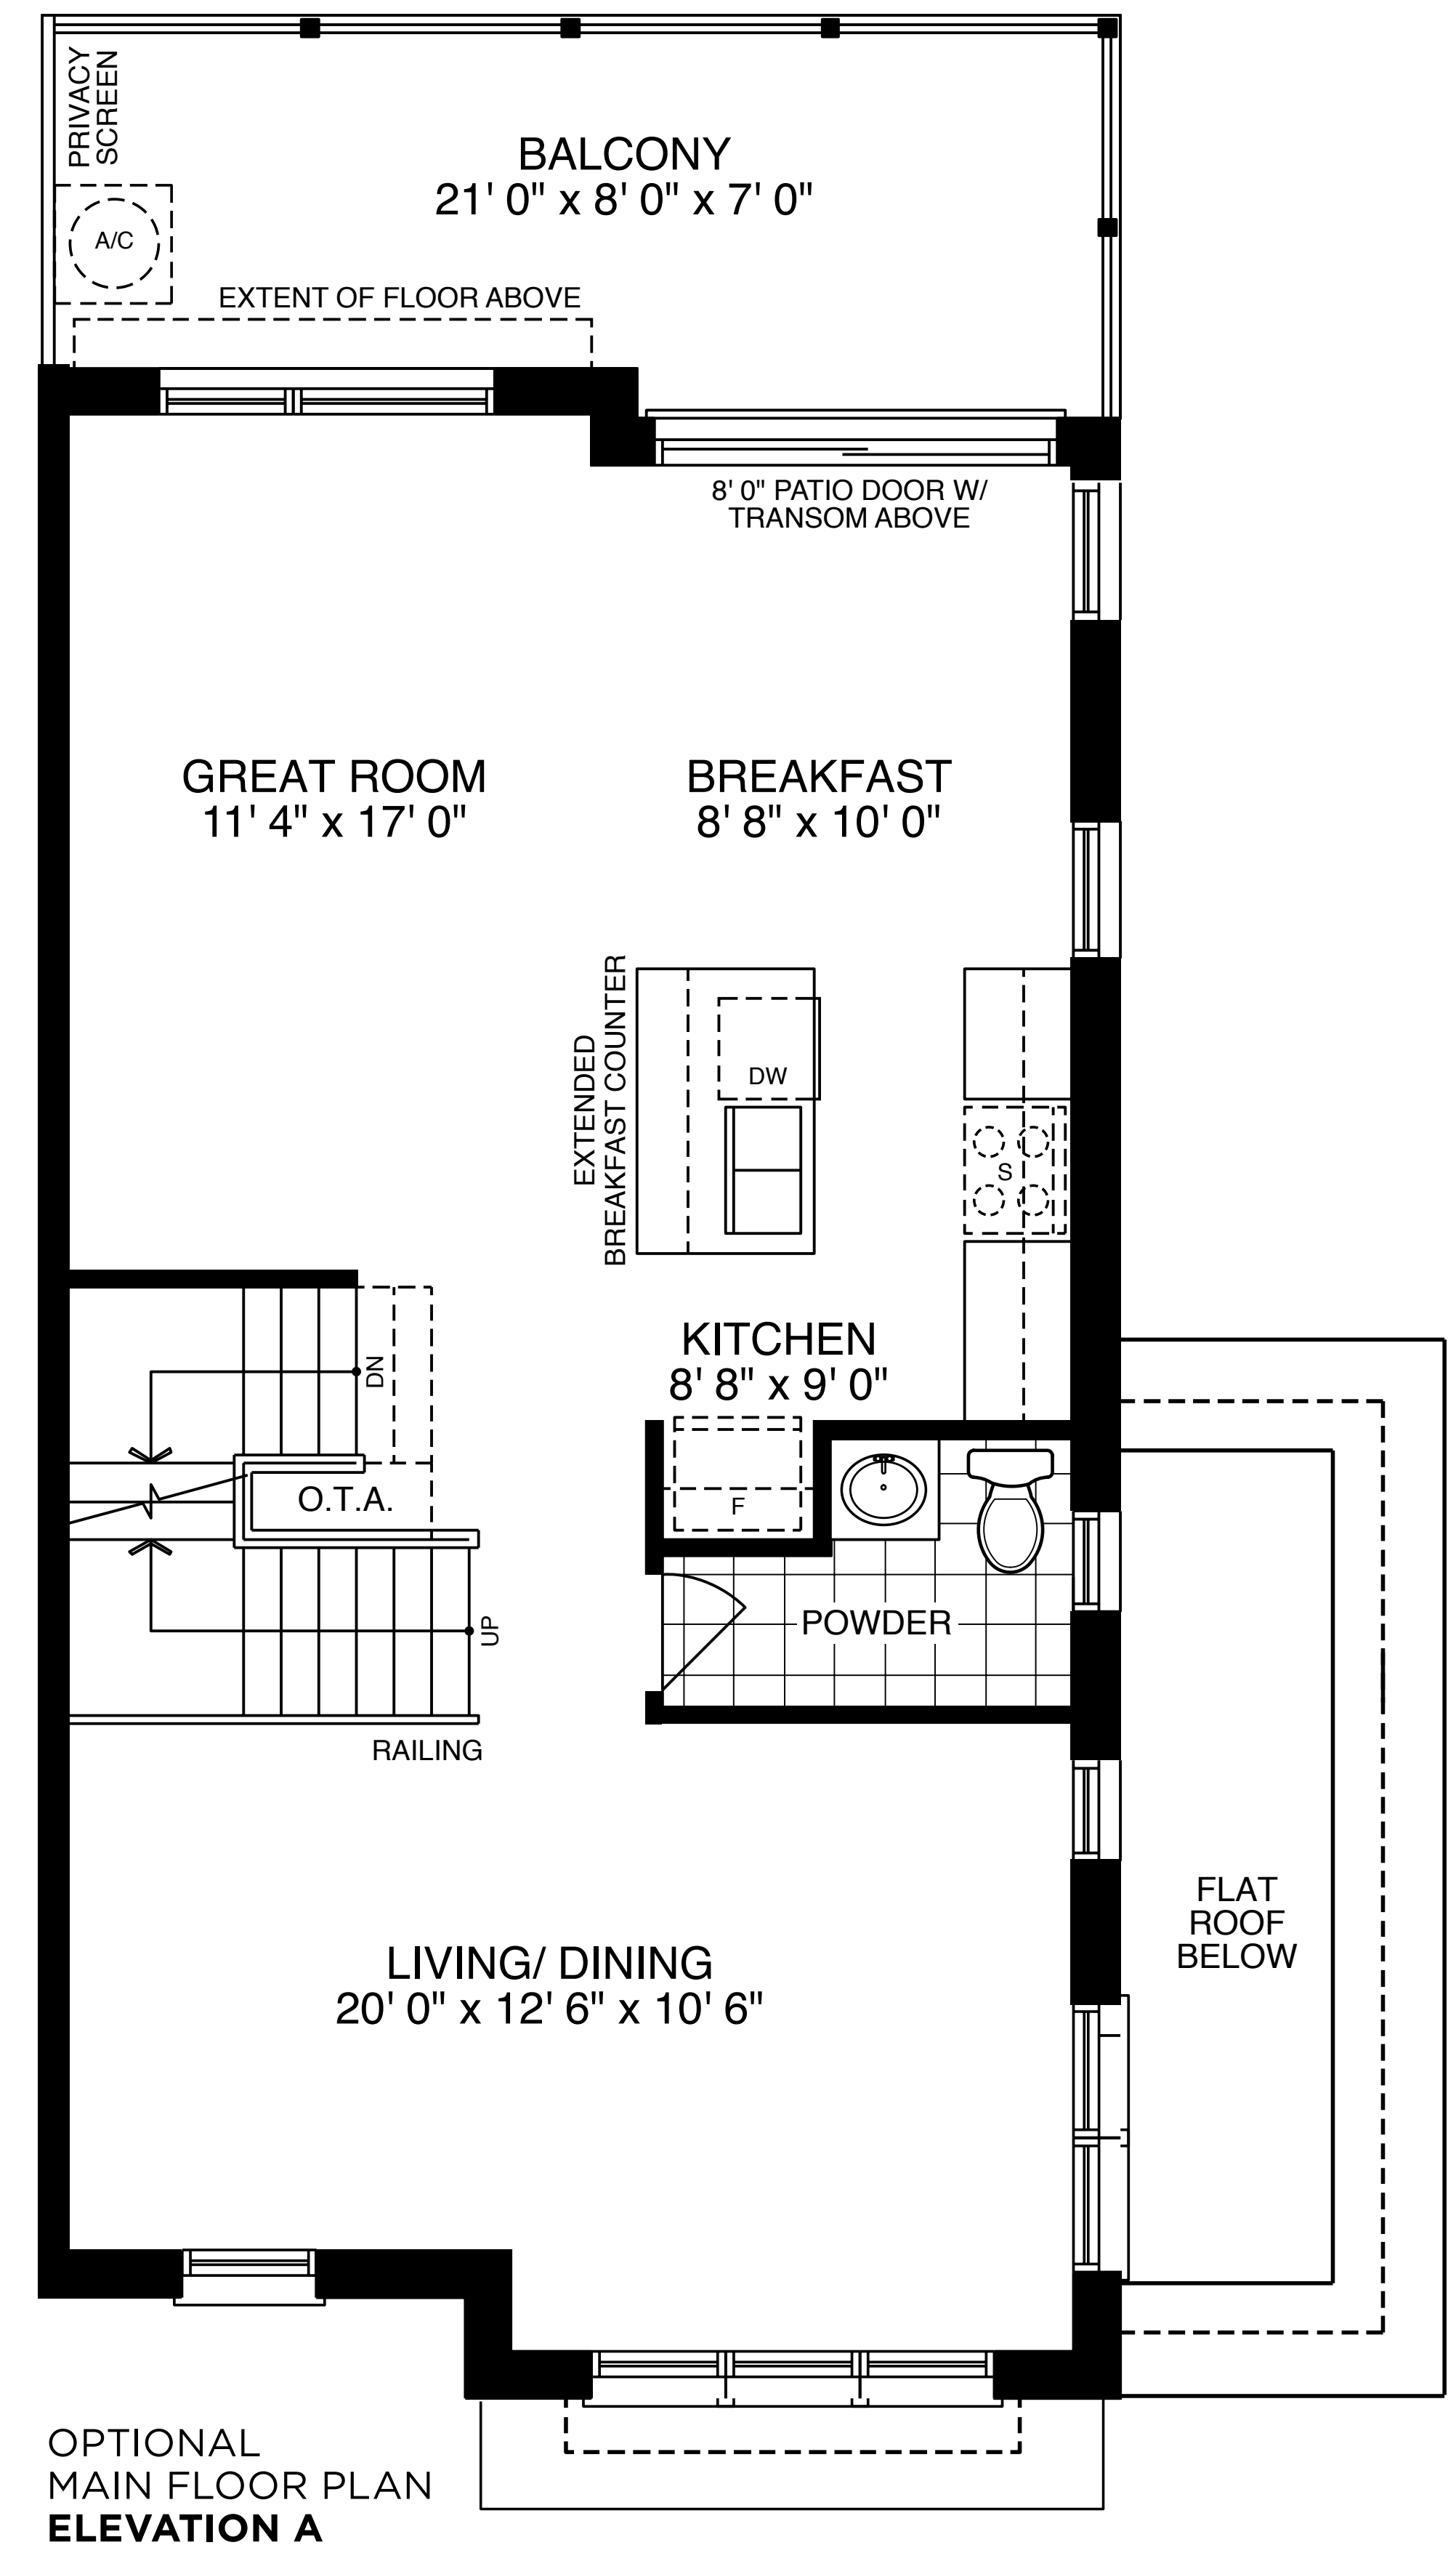 PRIVACY
SCREEN
BALCONY
21' 0" x 8' 0" x 7' 0"
A/C
EXTENT OF FLOOR ABOVE
8' 0" PATIO DOOR W/
TRANSOM ABOVE
GREAT ROOM
11' 4" x 17' 0"
BREAKFAST
8' 8" x 10' 0"
EXTENDED
BREAKFAST COUNTER
DW
S
KITCHEN
8' 8" x 9' 0"
DN
O.T.A.
F
UP
POWDER
RAILING
FLAT
ROOF
BELOW
LIVING/ DINING
20' 0" x 12' 6" x 10' 6"
OPTIONAL
MAIN FLOOR PLAN
ELEVATION A